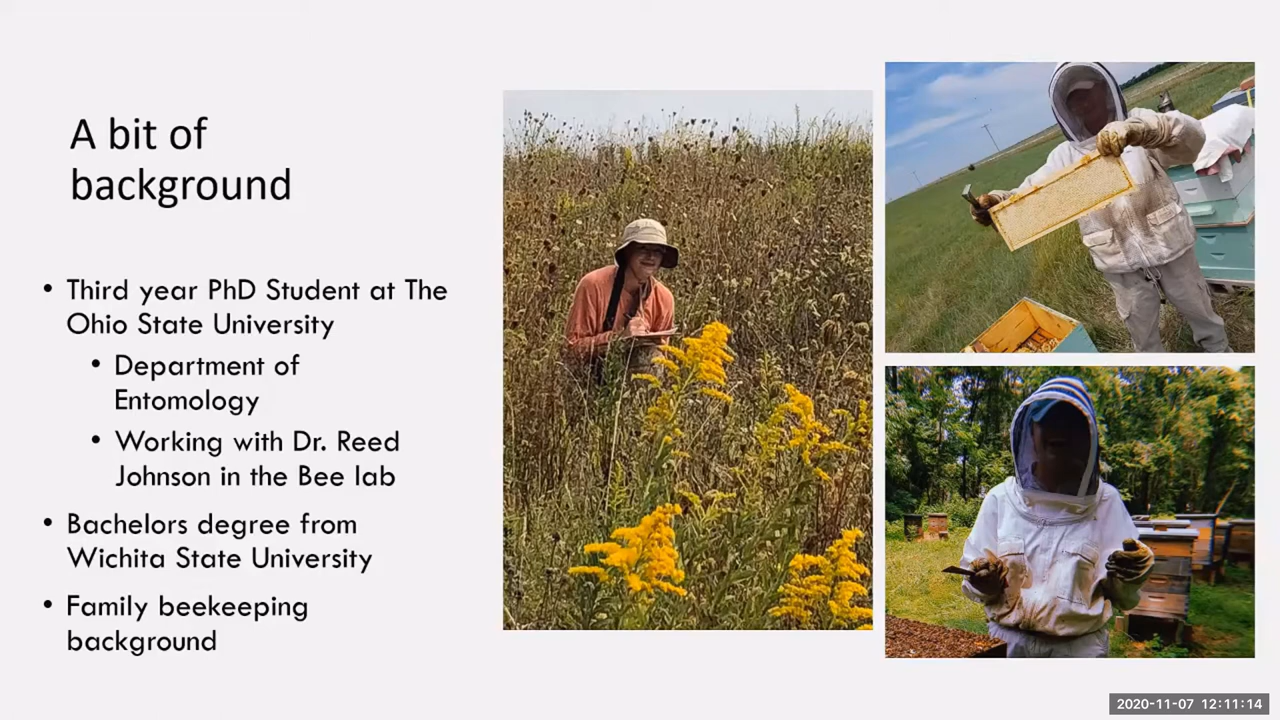 A bit of
background
• Third year PhD Student at The
Ohio State University
• Department of
Entomology
• Working with Dr. Reed
Johnson in the Bee lab
• Bachelors degree from
Wichita State University
• Family beekeeping
background
2020-11-07 12:11:14